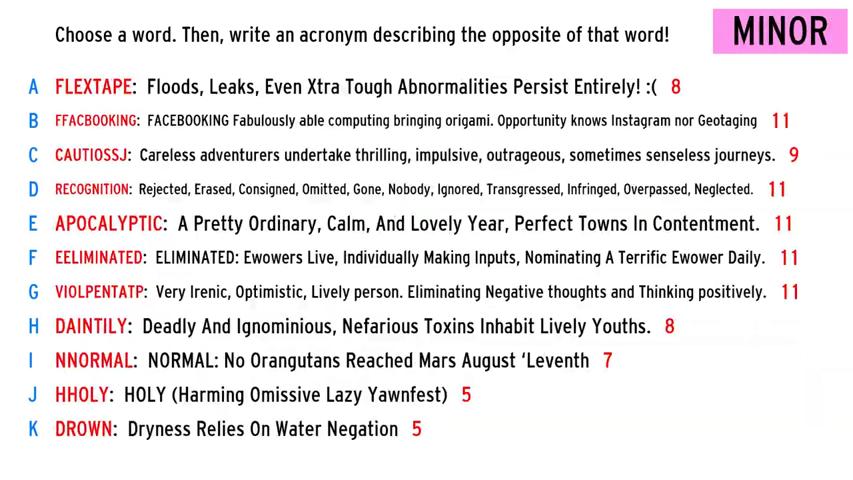 Choose a word. Then, write an acronym describing the opposite of that word!
MINOR
A FLEXTAPE: Floods, Leaks, Even Xtra Tough Abnormalities Persist Entirely! :( 8
B FFACBOOKING: FACEBOOKING Fabulously able computing bringing origami. Opportunity knows Instagram nor Geotaging 11
C CAUTIOSSJ: Careless adventurers undertake thrilling, impulsive, outrageous, sometimes senseless journeys. 9
D RECOGNITION: Rejected, Erased, Consigned, Omitted, Gone, Nobody, Ignored, Transgressed, Infringed, Overpassed, Neglected. 11
E APOCALYPTIC: A Pretty Ordinary, Calm, And Lovely Year, Perfect Towns In Contentment. 11
F EELIMINATED: ELIMINATED: Ewowers Live, Individually Making Inputs, Nominating A Terrific Ewower Daily. 11
G VIOLPENTATP: Very Irenic, Optimistic, Lively person. Eliminating Negative thoughts and Thinking positively. 11
H DAINTILY: Deadly And Ignominious, Nefarious Toxins Inhabit Lively Youths. 8
I NNORMAL: NORMAL: No Orangutans Reached Mars August ‘Leventh 7
J HHOLY: HOLY (Harming Omissive Lazy Yawnfest) 5
K DROWN: Dryness Relies On Water Negation 5